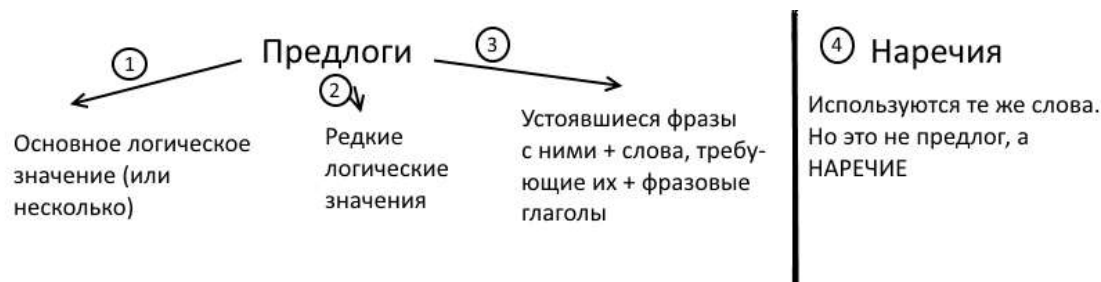 Предлоги
1
Основное логическое
значение (или
несколько)
2
Редкие
логические
значения
3
Устоявшиеся фразы
с ними + слова, требу-
ющие их + фразовые
глаголы
4 Наречия
Используются те же слова.
Но это не предлог, а
НАРЕЧИЕ